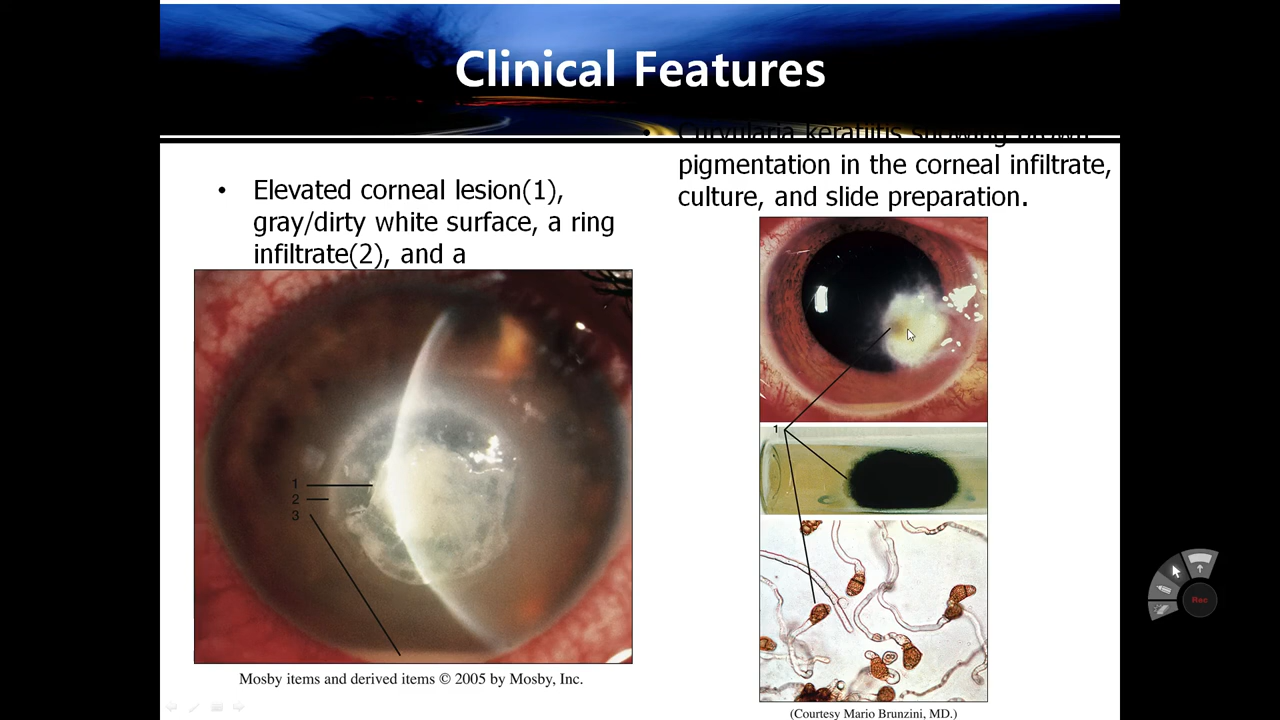 Clinical Features
• Elevated corneal lesion(1),
gray/dirty white surface, a ring
infiltrate(2), and a
1
2
3
Mosby items and derived items © 2005 by Mosby, Inc.
• Curvularia keratiitis showing brown
pigmentation in the corneal infiltrate,
culture, and slide preparation.
1
(Courtesy Mario Brunzini, MD.)
Rec